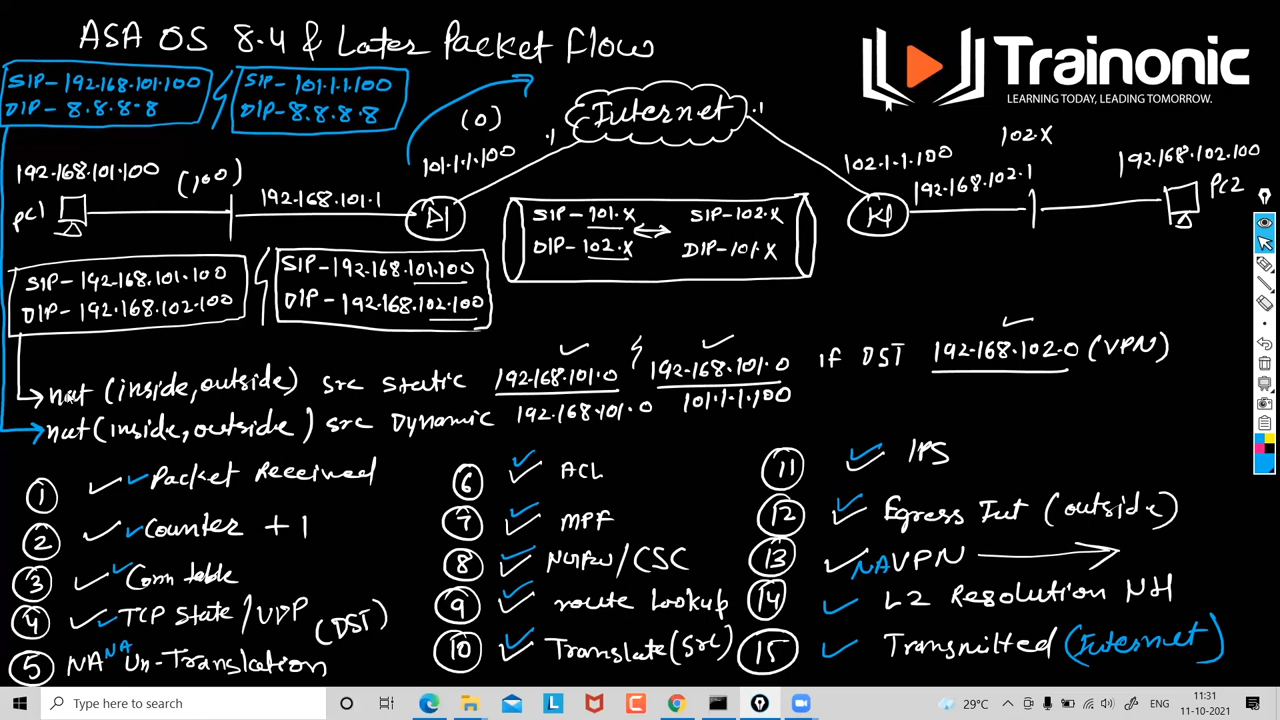 ASA OS 8.4 & Later Packet Flow
Trainonic
LEARNING TODAY, LEADING TOMORROW.
SIP- 192.168.101.100
DIP- 8.8.8.8
SIP- 101.1.1.100
DIP-8.8.8.8
(0)
.1
Internet
.1
102.X
192.168.101.100
(100)
101.1.1.100
102.1.1.100
192.168.102.100
PC1
192.168.101.1
192.168.102.1
PC2
SIP- 101.X
DIP- 102.X
SIP-102.X
DIP-101.X
SIP- 192.168.101.100
DIP- 192.168.102.100
SIP-192.168.101.100
DIP- 192.168.102.100
nat (inside,outside) src static 192.168.101.0 192.168.101.0 if DST 192.168.102.0 (VPN)
192.168.101.0 101.1.1.100
nat (inside,outside) src Dynamic
1 Packet Received
2 Counter +1
3 Conn table
4 TCP State/UDP
5 NA NA Un-Translation (DST)
6 ACL
7 MPF
8 /CSC
9 route Lookup
10 Translate (Src)
11 IPS
12 Egress Int (outside)
13 NA VPN
14 L2 Resolution NH
15 Transmitted (Internet)
Type here to search
29°C
ENG
11:31
11-10-2021